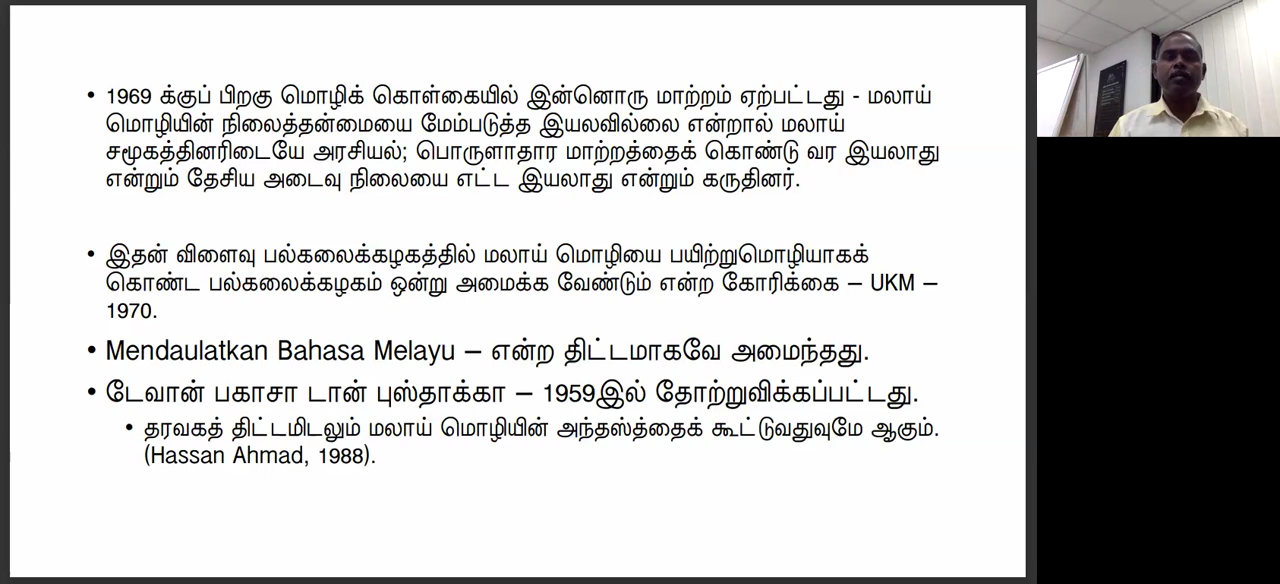 • 1969 க்குப் பிறகு மொழிக் கொள்கையில் இன்னொரு மாற்றம் ஏற்பட்டது - மலாய்
மொழியின் நிலைத்தன்மையை மேம்படுத்த இயலவில்லை என்றால் மலாய்
சமூகத்தினரிடையே அரசியல்; பொருளாதார மாற்றத்தைக் கொண்டு வர இயலாது
என்றும் தேசிய அடைவு நிலையை எட்ட இயலாது என்றும் கருதினர்.
• இதன் விளைவு பல்கலைக்கழகத்தில் மலாய் மொழியை பயிற்றுமொழியாகக்
கொண்ட பல்கலைக்கழகம் ஒன்று அமைக்க வேண்டும் என்ற கோரிக்கை – UKM –
1970.
• Mendaulatkan Bahasa Melayu – என்ற திட்டமாகவே அமைந்தது.
• டேவான் பகாசா டான் புஸ்தாக்கா – 1959இல் தோற்றுவிக்கப்பட்டது.
• தரவகத் திட்டமிடலும் மலாய் மொழியின் அந்தஸ்த்தைக் கூட்டுவதுவுமே ஆகும்.
(Hassan Ahmad, 1988).